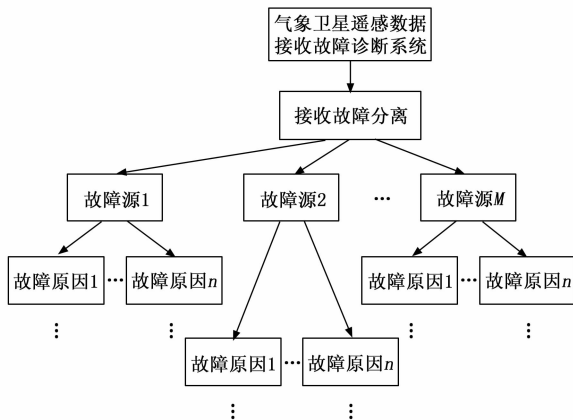 气象卫星遥感数据
接收故障诊断系统
接收故障分离
故障源1
故障源2
…
故障源M
故障原因1
…
故障原因n
故障原因1
…
故障原因n
⋮
⋮
⋮
⋮
故障原因1
…
故障原因n
⋮
⋮